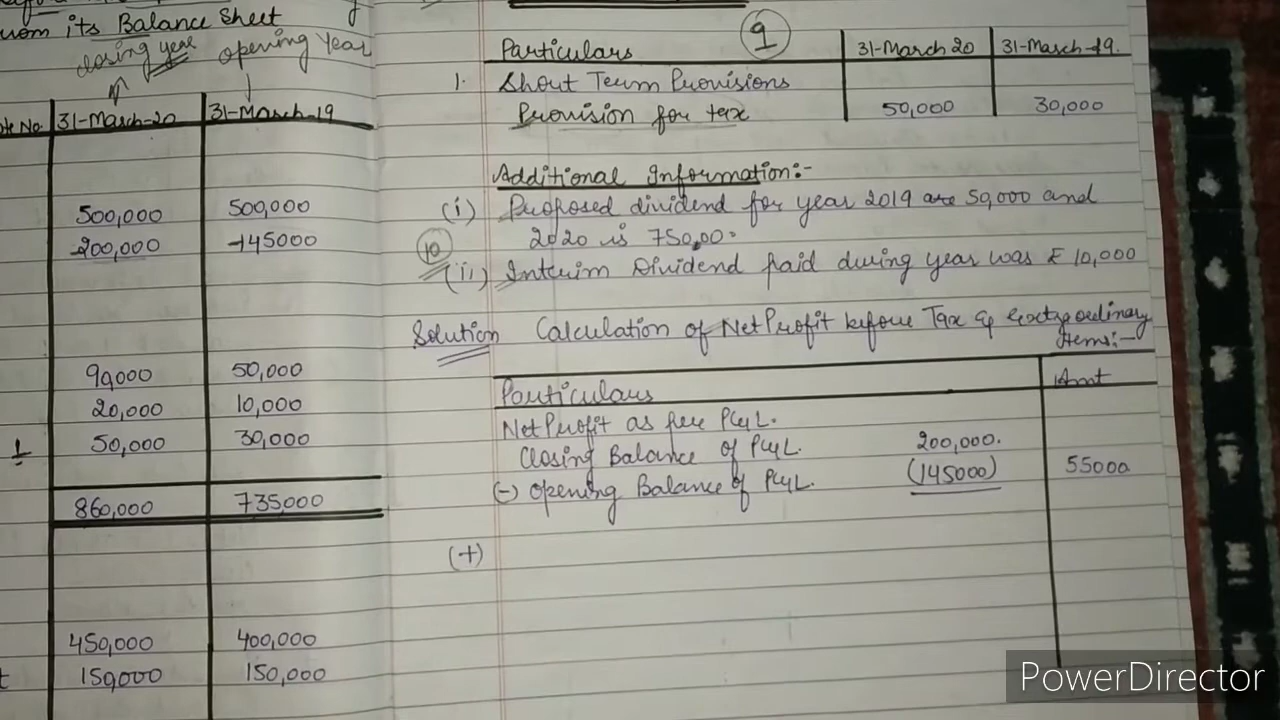 from its Balance Sheet
closing year opening Year
Note No. 31-March-20 31-March-19
500,000 500,000
200,000 145000
90,000 50,000
20,000 10,000
1 50,000 30,000
860,000 735000
450,000 400,000
150,000 150,000
9
Particulars 31-March 20 31-March-19.
1. Short Term Provisions
Provision for tax 50,000 30,000
Additional Information:-
(i) Proposed dividend for year 2019 are 50,000 and
2020 is 750,00.
10
(ii) Interim Dividend paid during year was ₹ 10,000
Solution Calculation of Net Profit before Tax & Extraordinary
Items:-
Particulars Amt
Net Profit as per P&L.
Closing Balance of P&L. 200,000.
(-) Opening Balance of P&L. (145000) 55000
(+)
PowerDirector